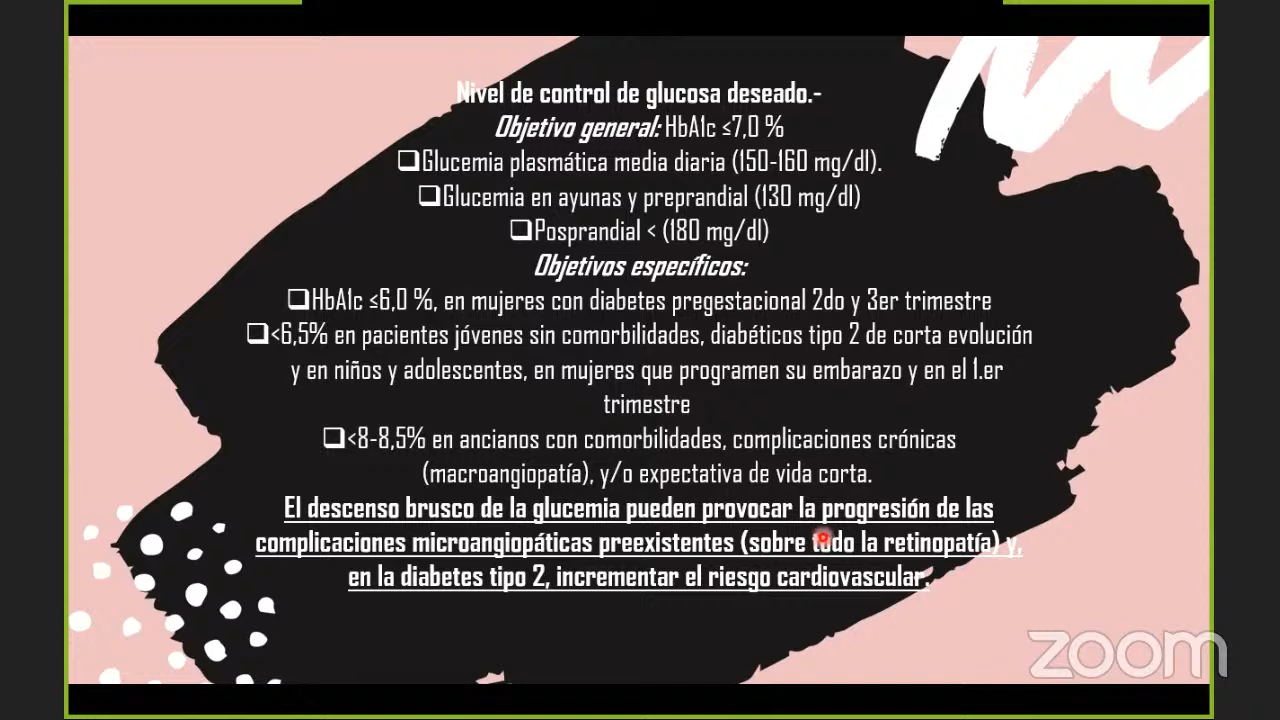 Nivel de control de glucosa deseado.-
Objetivo general: HbA1c ≤7,0 %
❑Glucemia plasmática media diaria (150-160 mg/dl).
❑Glucemia en ayunas y preprandial (130 mg/dl)
❑Posprandial < (180 mg/dl)
Objetivos específicos:
❑HbA1c ≤6,0 %, en mujeres con diabetes pregestacional 2do y 3er trimestre
❑<6,5% en pacientes jóvenes sin comorbilidades, diabéticos tipo 2 de corta evolución
y en niños y adolescentes, en mujeres que programen su embarazo y en el 1.er
trimestre
❑<8-8,5% en ancianos con comorbilidades, complicaciones crónicas
(macroangiopatía), y/o expectativa de vida corta.
El descenso brusco de la glucemia pueden provocar la progresión de las
complicaciones microangiopáticas preexistentes (sobre todo la retinopatía) y,
en la diabetes tipo 2, incrementar el riesgo cardiovascular.
zoom